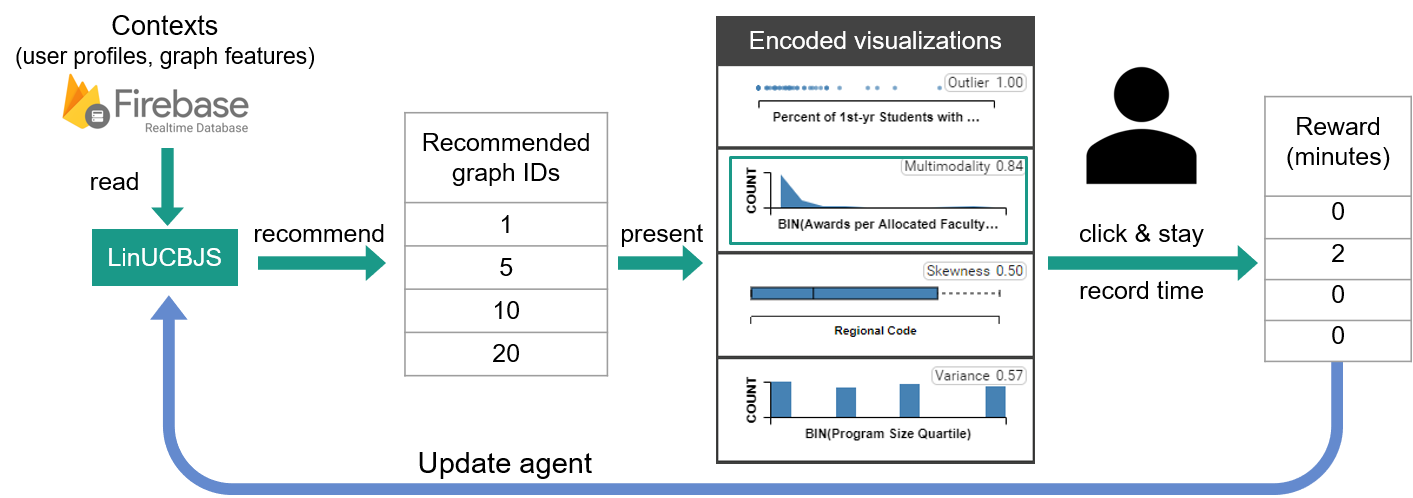 Contexts
(user profiles, graph features)
Firebase
Realtime Database
read
LinUCBJS
recommend
Recommended
graph IDs
1
5
10
20
present
Encoded visualizations
Outlier 1.00
Percent of 1st-yr Students with ...
Multimodality 0.84
COUNT
BIN(Awards per Allocated Faculty...
Skewness 0.50
Regional Code
Variance 0.57
COUNT
BIN(Program Size Quartile)
click & stay
record time
Reward
(minutes)
0
2
0
0
Update agent